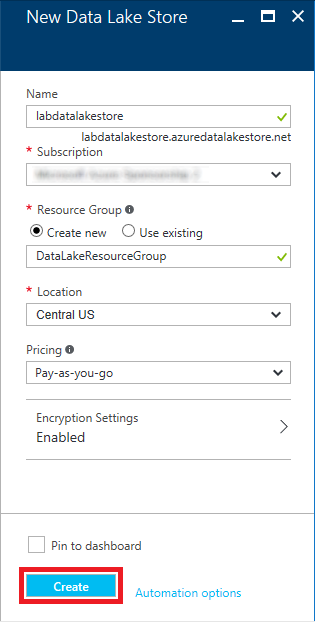 New Data Lake Store
Name
labdatalakestore
labdatalakestore.azuredatalakestore.net
* Subscription
* Resource Group
Create new
Use existing
DataLakeResourceGroup
* Location
Central US
Pricing
Pay-as-you-go
Encryption Settings
Enabled
Pin to dashboard
Create
Automation options